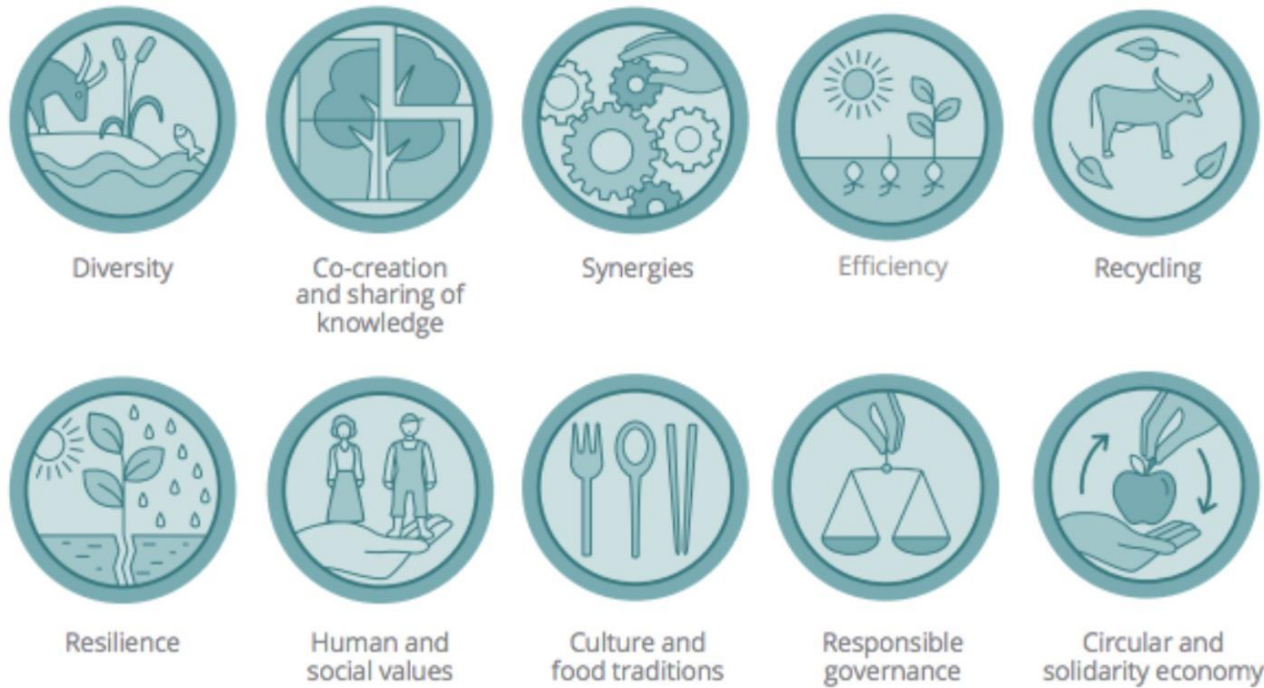 Diversity
Co-creation
and sharing of
knowledge
Synergies
Efficiency
Recycling
Resilience
Human and
social values
Culture and
food traditions
Responsible
governance
Circular and
solidarity economy